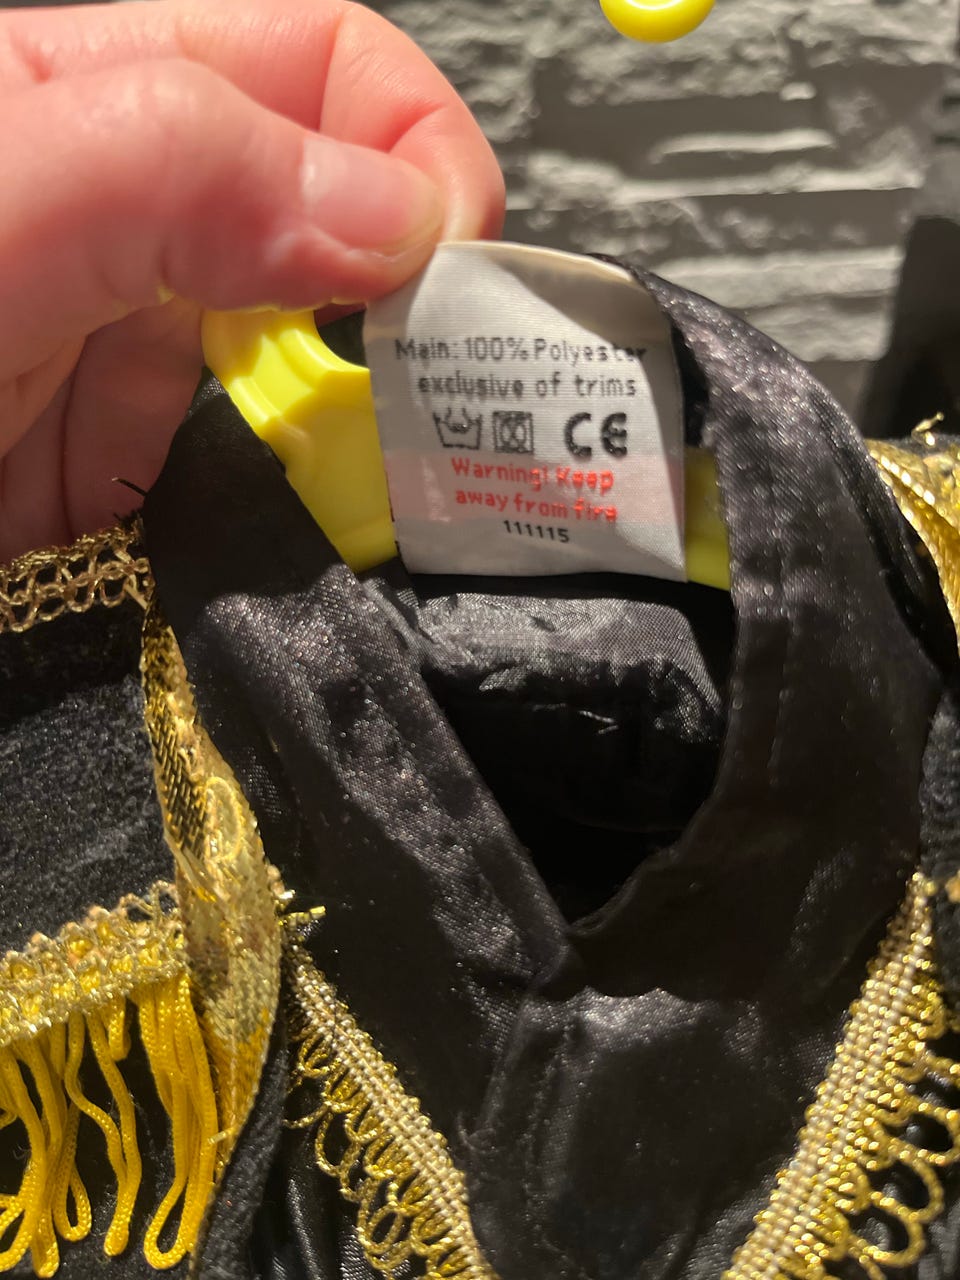 Main: 100% Polyester
exclusive of trims
CE
Warning! Keep
away from fire
111115